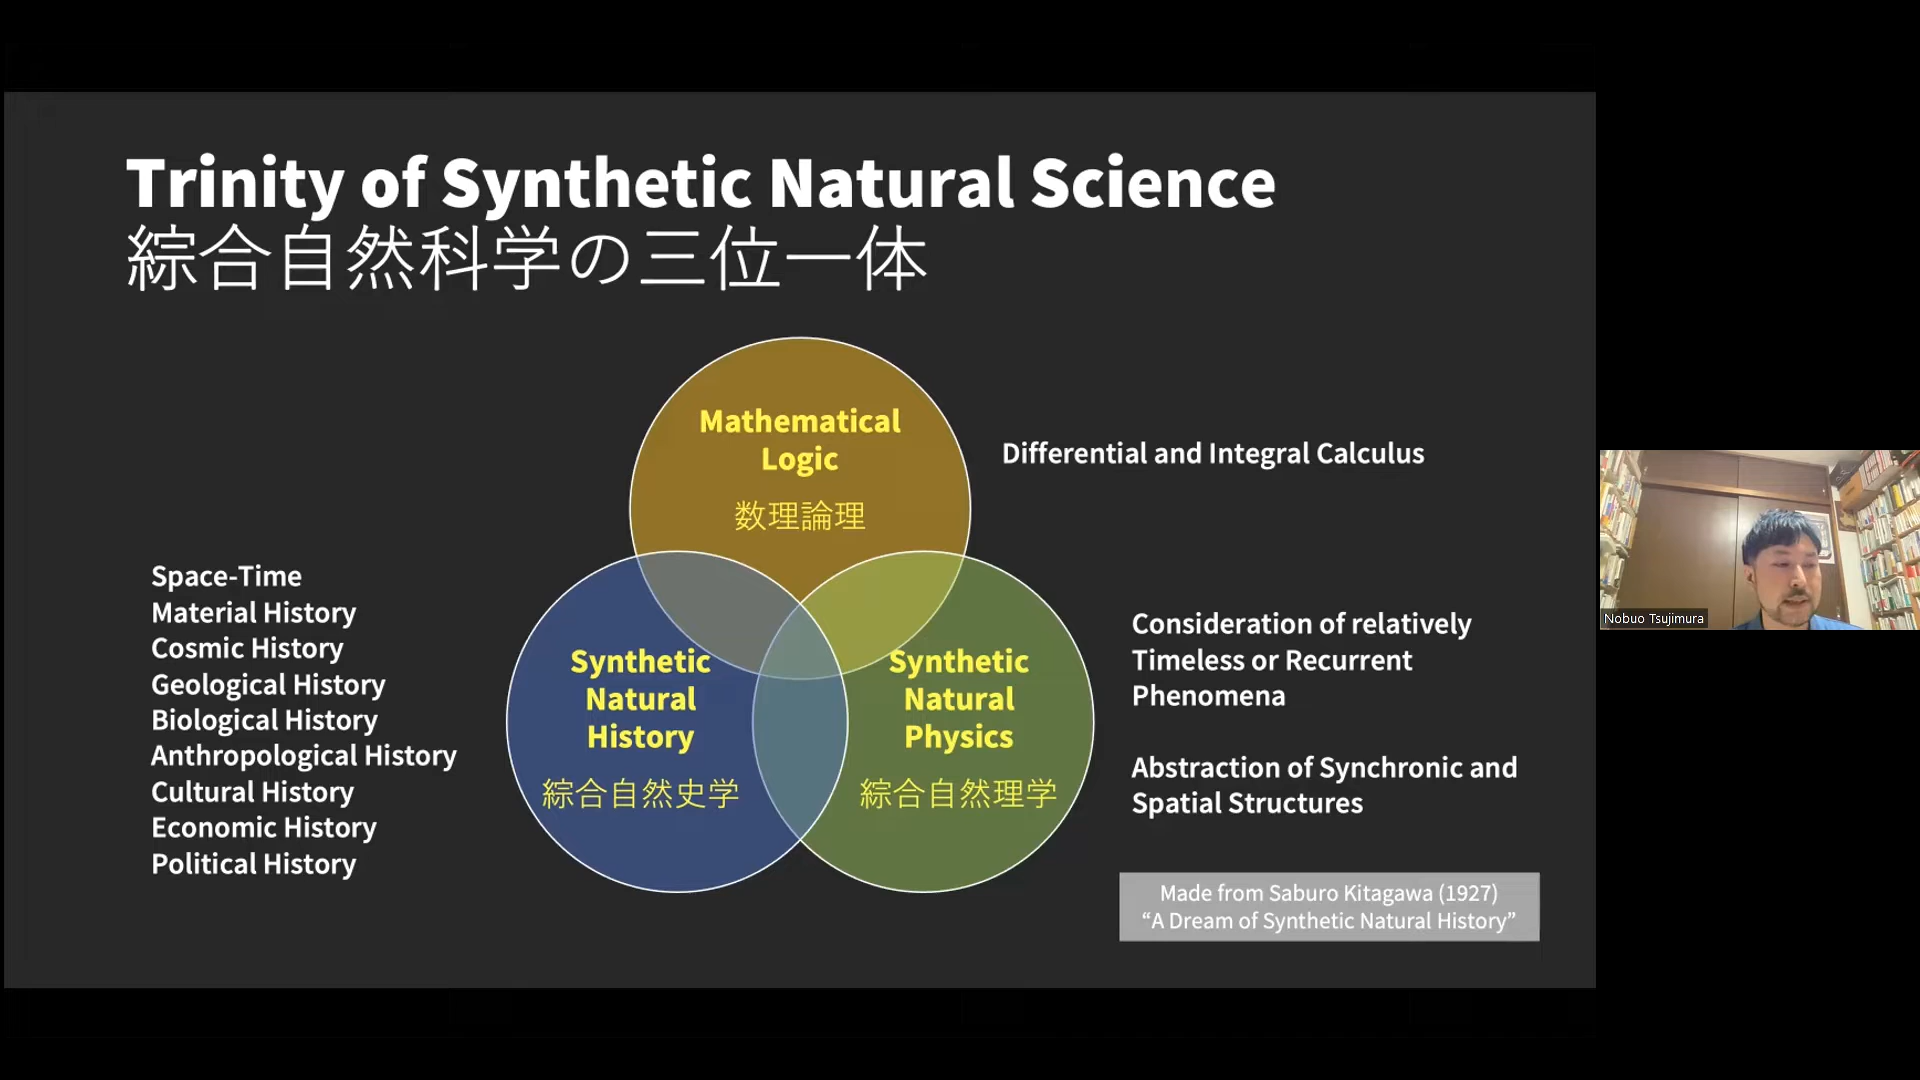 Trinity of Synthetic Natural Science
綜合自然科学の三位一体
Mathematical
Logic
数理論理
Differential and Integral Calculus
Space-Time
Material History
Cosmic History
Geological History
Biological History
Anthropological History
Cultural History
Economic History
Political History
Synthetic
Natural
History
綜合自然史学
Synthetic
Natural
Physics
綜合自然理学
Consideration of relatively
Timeless or Recurrent
Phenomena
Abstraction of Synchronic and
Spatial Structures
Made from Saburo Kitagawa (1927)
“A Dream of Synthetic Natural History”
Nobuo Tsujimura